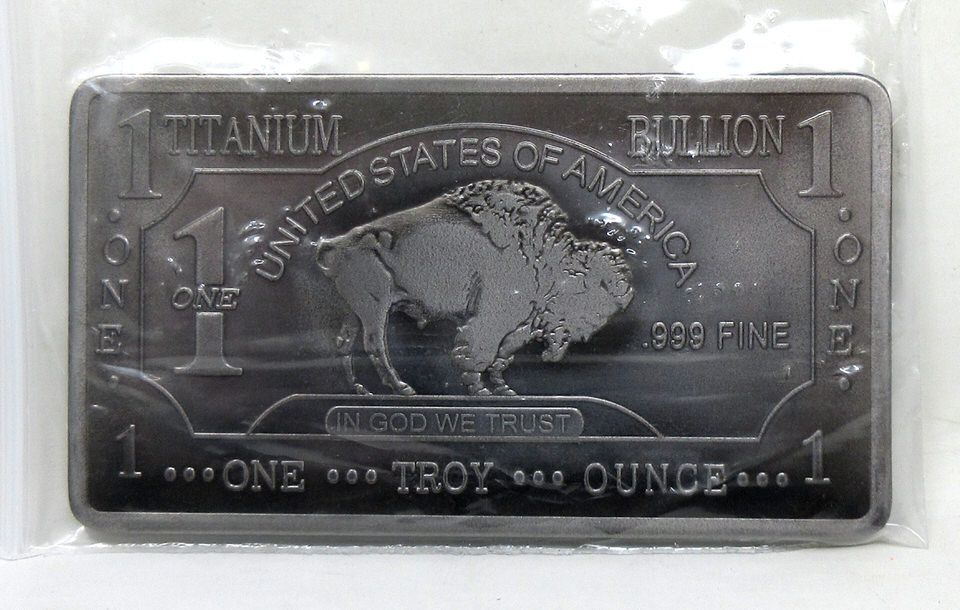 1 TITANIUM BULLION 1
UNITED STATES OF AMERICA
• ONE •
1
ONE
.999 FINE
• ONE •
IN GOD WE TRUST
1 ••• ONE ••• TROY ••• OUNCE ••• 1